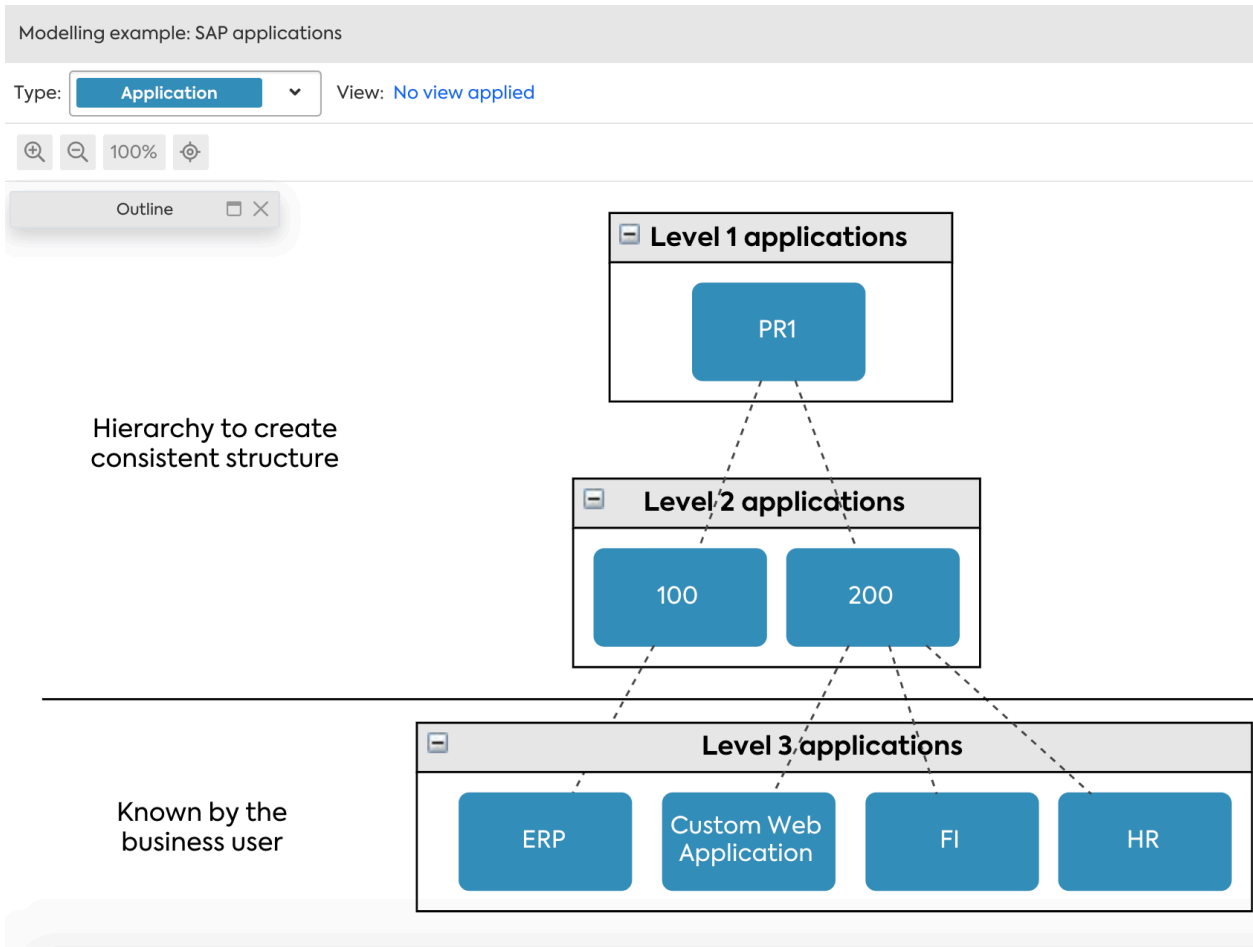 Modelling example: SAP applications
Type: Application View: No view applied
100%
Outline
Level 1 applications
PR1
Hierarchy to create
consistent structure
Level 2 applications
100 200
Level 3 applications
Known by the
business user
ERP Custom Web
Application FI HR